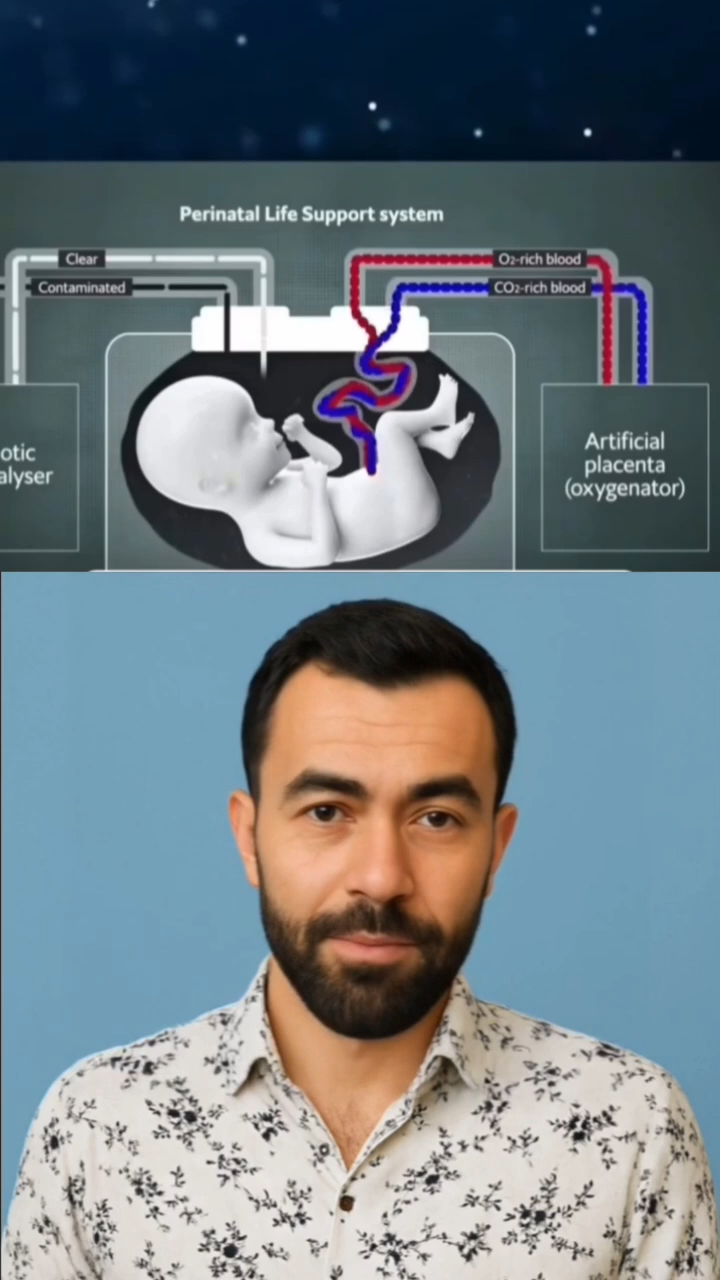 Perinatal Life Support system
Clear
Contaminated
O₂-rich blood
CO₂-rich blood
otic
alyser
Artificial
placenta
(oxygenator)